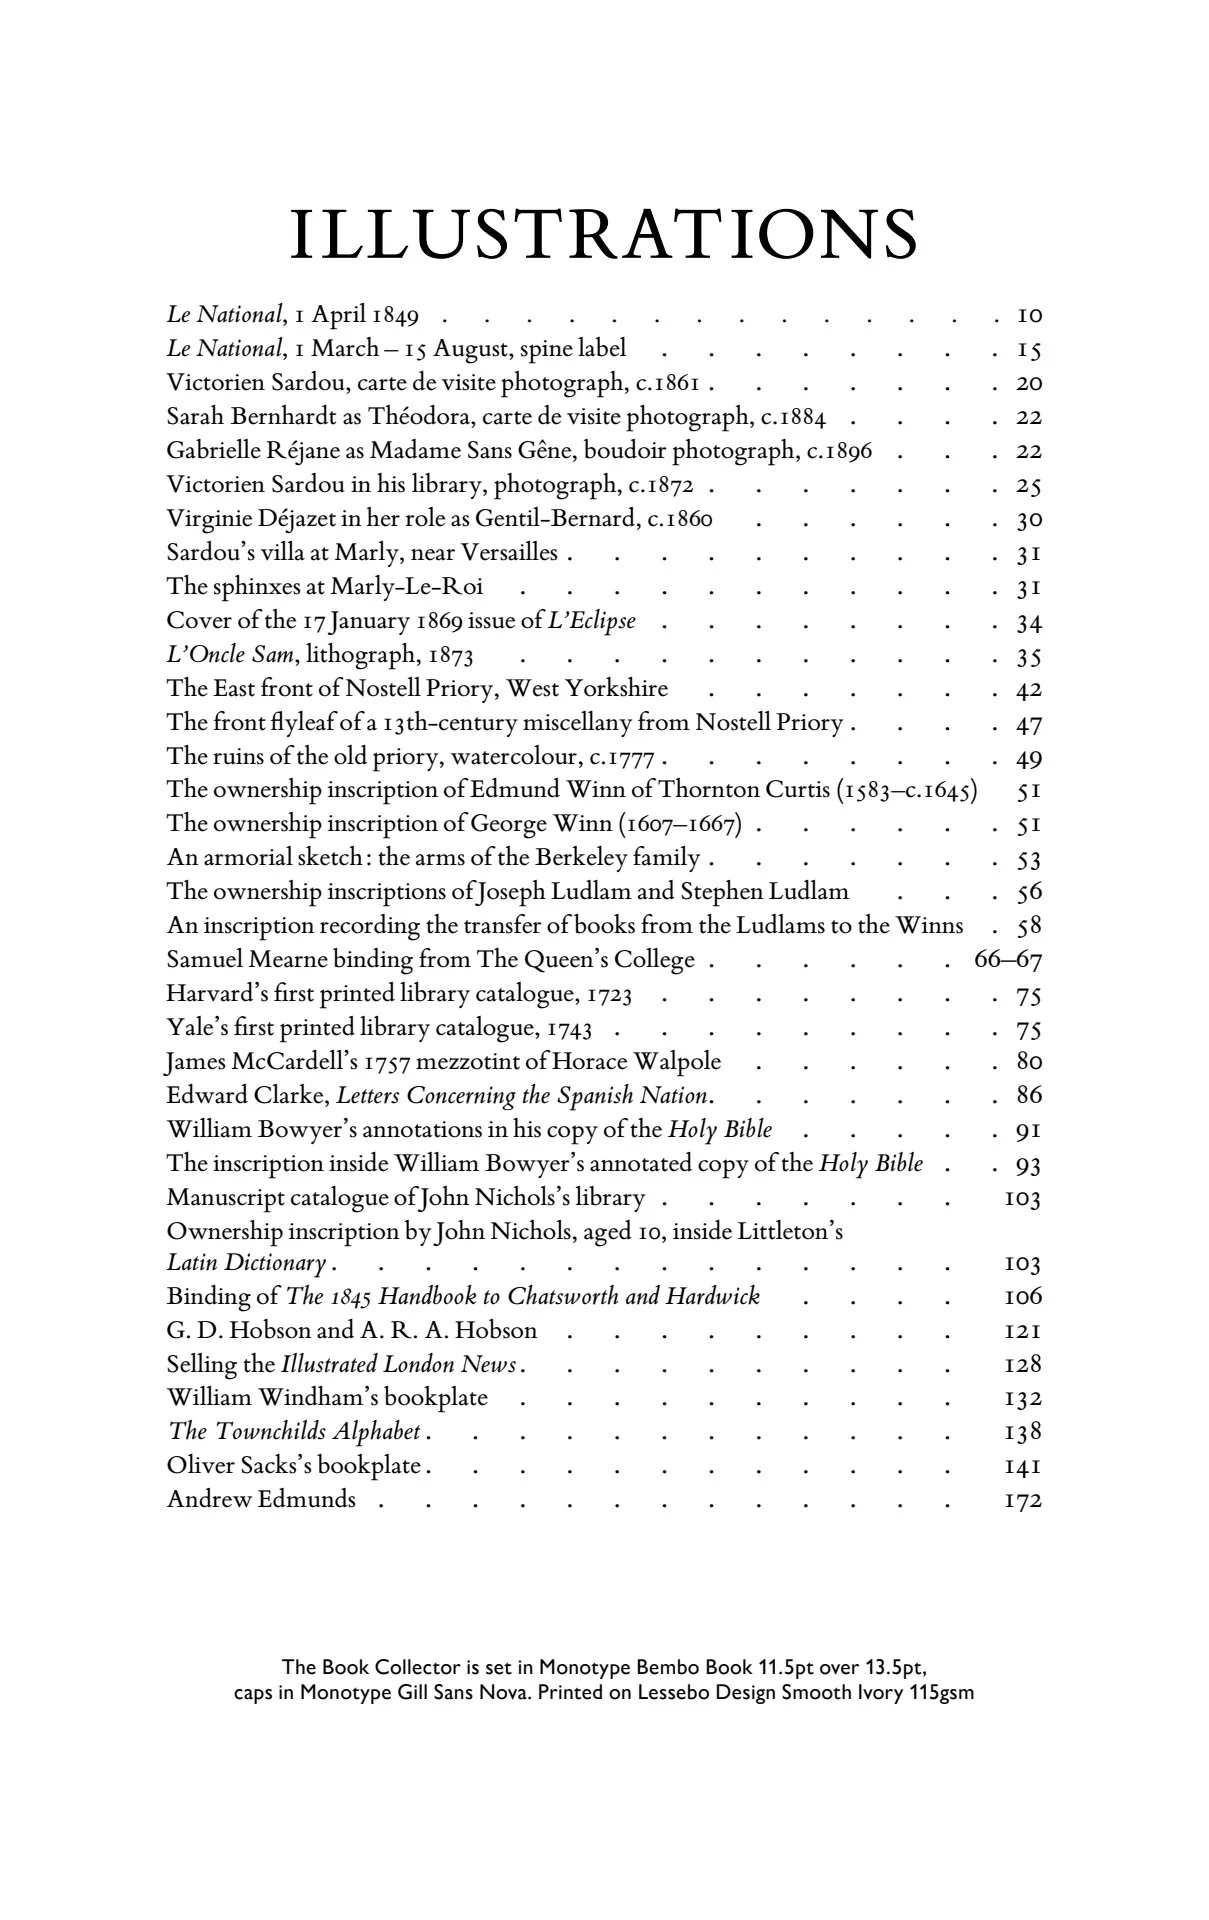 ILLUSTRATIONS
Le National, 1 April 1849 . . . . . . . . . . . . . . 10
Le National, 1 March – 15 August, spine label . . . . . . . . 15
Victorien Sardou, carte de visite photograph, c.1861 . . . . . . . 20
Sarah Bernhardt as Théodora, carte de visite photograph, c.1884 . . . . 22
Gabrielle Réjane as Madame Sans Gêne, boudoir photograph, c.1896 . . . 22
Victorien Sardou in his library, photograph, c.1872 . . . . . . . 25
Virginie Déjazet in her role as Gentil-Bernard, c.1860 . . . . . . 30
Sardou’s villa at Marly, near Versailles . . . . . . . . . . 31
The sphinxes at Marly-Le-Roi . . . . . . . . . . . 31
Cover of the 17 January 1869 issue of L’Eclipse . . . . . . . . 34
L’Oncle Sam, lithograph, 1873 . . . . . . . . . . . 35
The East front of Nostell Priory, West Yorkshire . . . . . . . 42
The front flyleaf of a 13th-century miscellany from Nostell Priory . . . . 47
The ruins of the old priory, watercolour, c.1777 . . . . . . . . 49
The ownership inscription of Edmund Winn of Thornton Curtis (1583–c.1645) 51
The ownership inscription of George Winn (1607–1667) . . . . . . 51
An armorial sketch: the arms of the Berkeley family . . . . . . . 53
The ownership inscriptions of Joseph Ludlam and Stephen Ludlam . . . 56
An inscription recording the transfer of books from the Ludlams to the Winns . 58
Samuel Mearne binding from The Queen’s College . . . . . . 66–67
Harvard’s first printed library catalogue, 1723 . . . . . . . . 75
Yale’s first printed library catalogue, 1743 . . . . . . . . . 75
James McCardell’s 1757 mezzotint of Horace Walpole . . . . . . 80
Edward Clarke, Letters Concerning the Spanish Nation . . . . . . . 86
William Bowyer’s annotations in his copy of the Holy Bible . . . . . 91
The inscription inside William Bowyer’s annotated copy of the Holy Bible . . 93
Manuscript catalogue of John Nichols’s library . . . . . . . 103
Ownership inscription by John Nichols, aged 10, inside Littleton’s
Latin Dictionary . . . . . . . . . . . . . . 103
Binding of The 1845 Handbook to Chatsworth and Hardwick . . . . 106
G. D. Hobson and A. R. A. Hobson . . . . . . . . . 121
Selling the Illustrated London News . . . . . . . . . . 128
William Windham’s bookplate . . . . . . . . . . 132
The Townchilds Alphabet . . . . . . . . . . . . 138
Oliver Sacks’s bookplate . . . . . . . . . . . . 141
Andrew Edmunds . . . . . . . . . . . . . 172
The Book Collector is set in Monotype Bembo Book 11.5pt over 13.5pt,
caps in Monotype Gill Sans Nova. Printed on Lessebo Design Smooth Ivory 115gsm